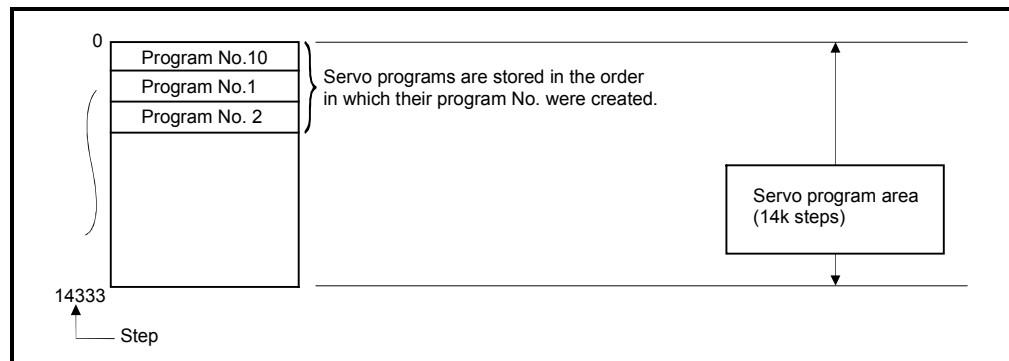 0
Program No.10
Program No.1
Program No. 2
Servo programs are stored in the order
in which their program No. were created.
Servo program area
(14k steps)
14333
Step